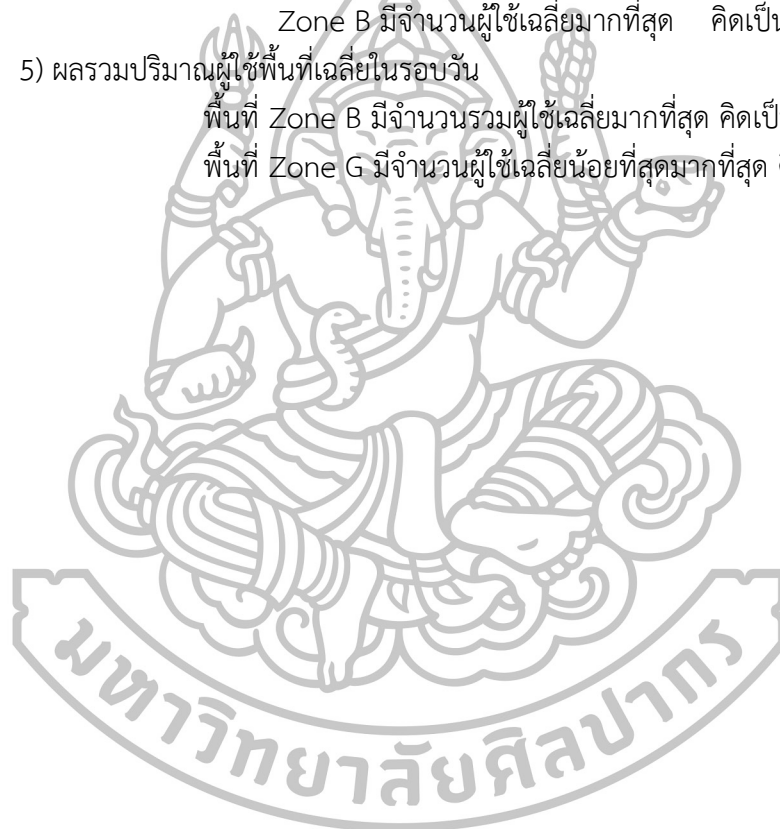 Zone B มีจำนวนผู้ใช้เฉลี่ยมากที่สุด คิดเป็น
5) ผลรวมปริมาณผู้ใช้พื้นที่เฉลี่ยในรอบวัน
พื้นที่ Zone B มีจำนวนรวมผู้ใช้เฉลี่ยมากที่สุด คิดเป็
พื้นที่ Zone G มีจำนวนผู้ใช้เฉลี่ยน้อยที่สุดมากที่สุด
มหาวิทยาลัยศิลปากร